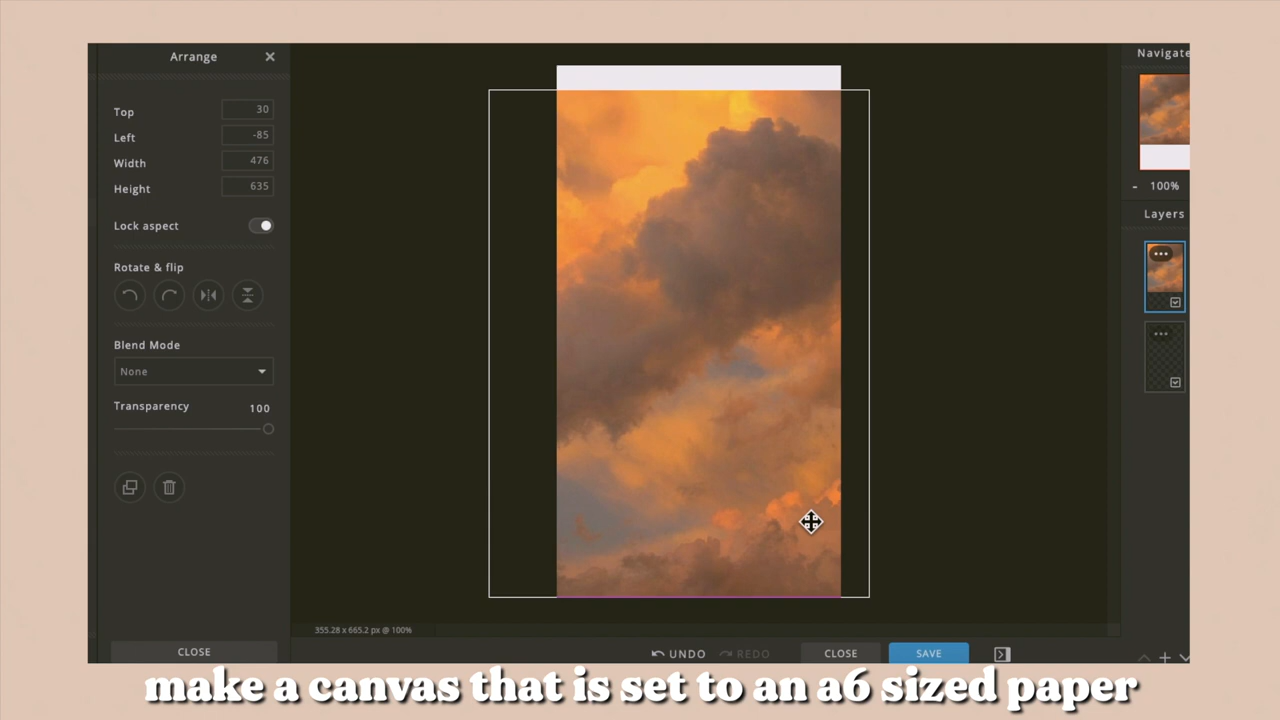 Arrange
Top 30
Left -85
Width 476
Height 635
Lock aspect
Rotate & flip
Blend Mode
None
Transparency 100
CLOSE
355.28 x 665.2 px @ 100%
UNDO REDO CLOSE SAVE
Navigate
- 100%
Layers
make a canvas that is set to an a6 sized paper